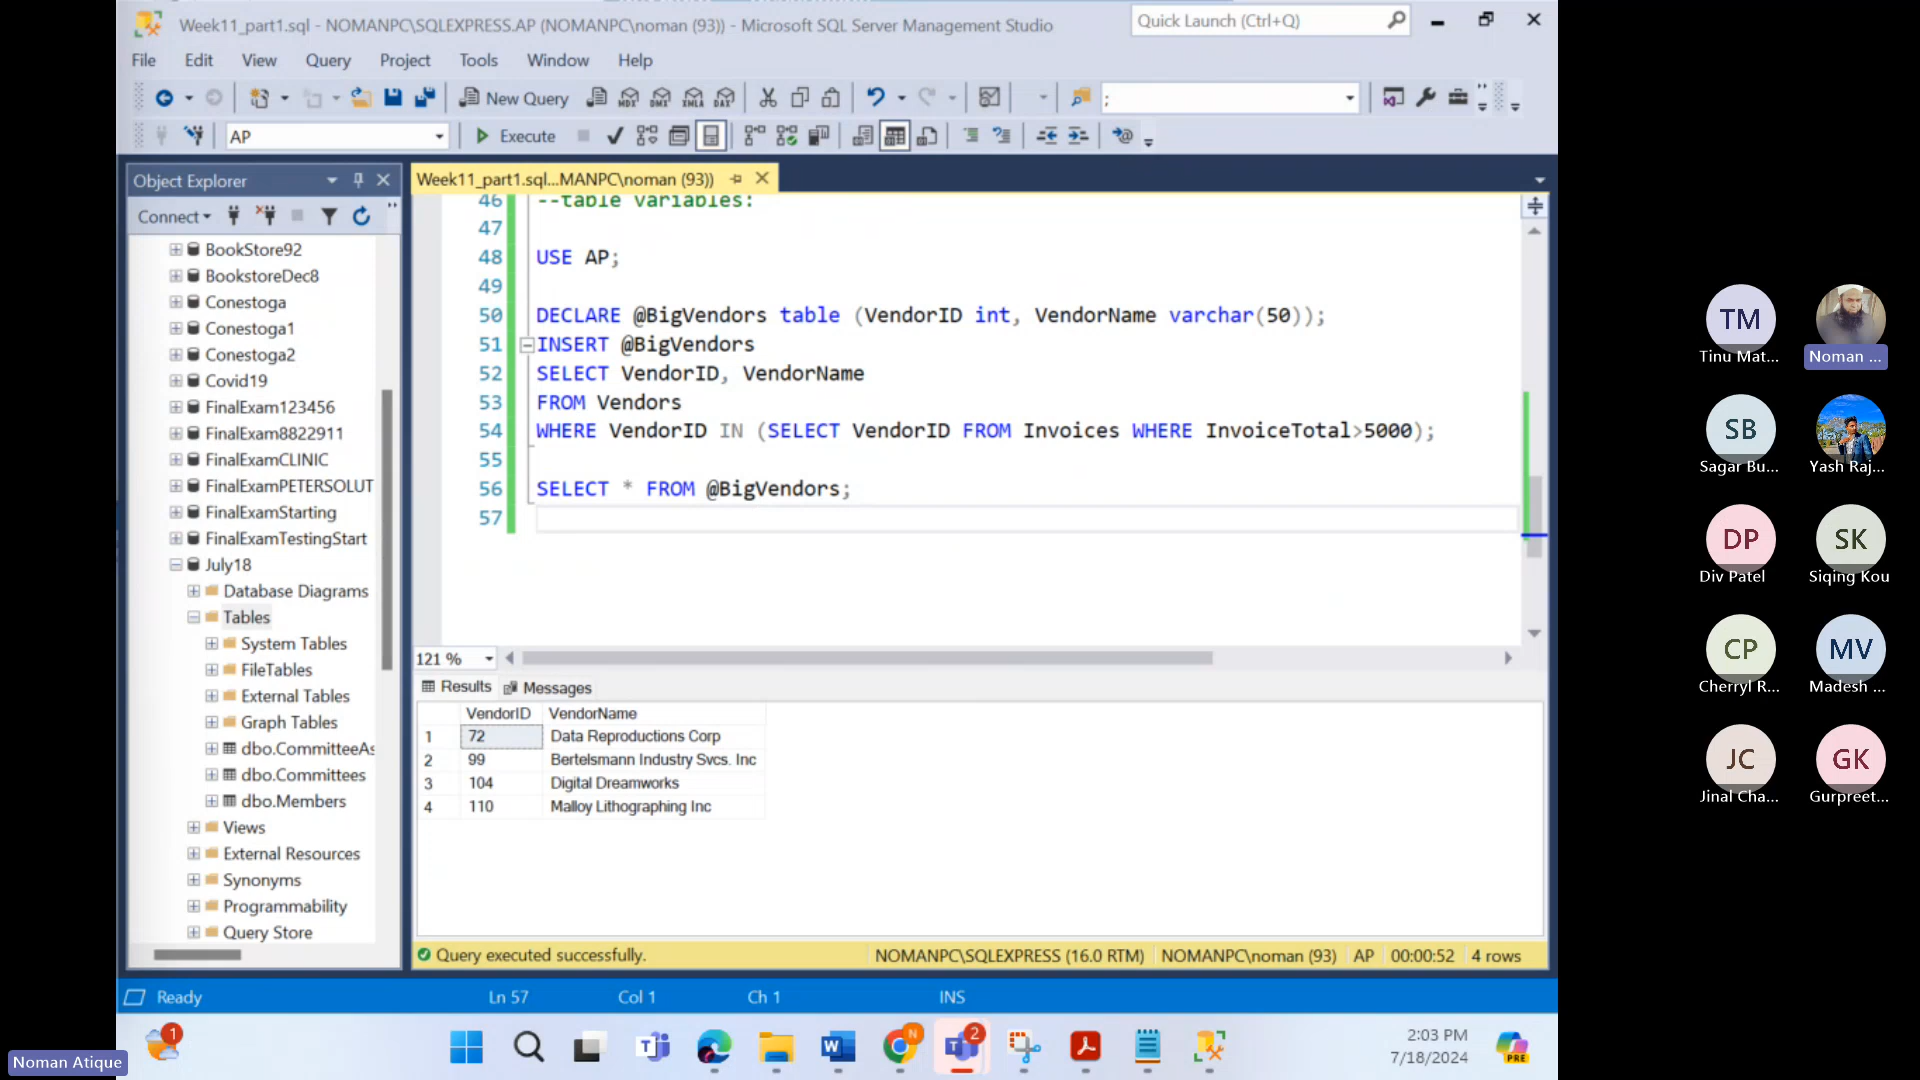 Week11_part1.sql - NOMANPC\SQLEXPRESS.AP (NOMANPC\noman (93)) - Microsoft SQL Server Management Studio
Quick Launch (Ctrl+Q)
File Edit View Query Project Tools Window Help
New Query
MDX DMX XMLA DAX
;
AP
Execute
Object Explorer
Week11_part1.sql...MANPC\noman (93))
Connect
BookStore92
BookstoreDec8
Conestoga
Conestoga1
Conestoga2
Covid19
FinalExam123456
FinalExam8822911
FinalExamCLINIC
FinalExamPETERSOLUT
FinalExamStarting
FinalExamTestingStart
July18
Database Diagrams
Tables
System Tables
FileTables
External Tables
Graph Tables
dbo.CommitteeAs
dbo.Committees
dbo.Members
Views
External Resources
Synonyms
Programmability
Query Store
46 --table variables:
47
48 USE AP;
49
50 DECLARE @BigVendors table (VendorID int, VendorName varchar(50));
51 INSERT @BigVendors
52 SELECT VendorID, VendorName
53 FROM Vendors
54 WHERE VendorID IN (SELECT VendorID FROM Invoices WHERE InvoiceTotal>5000);
55
56 SELECT * FROM @BigVendors;
57
121 %
Results Messages
VendorID VendorName
1 72 Data Reproductions Corp
2 99 Bertelsmann Industry Svcs. Inc
3 104 Digital Dreamworks
4 110 Malloy Lithographing Inc
Query executed successfully. NOMANPC\SQLEXPRESS (16.0 RTM) NOMANPC\noman (93) AP 00:00:52 4 rows
Ready Ln 57 Col 1 Ch 1 INS
1
N
2
2:03 PM
7/18/2024
PRE
Noman Atique
TM
Tinu Mat...
Noman ...
SB
Sagar Bu...
Yash Raj...
DP
Div Patel
SK
Siqing Kou
CP
Cherryl R...
MV
Madesh ...
JC
Jinal Cha...
GK
Gurpreet...